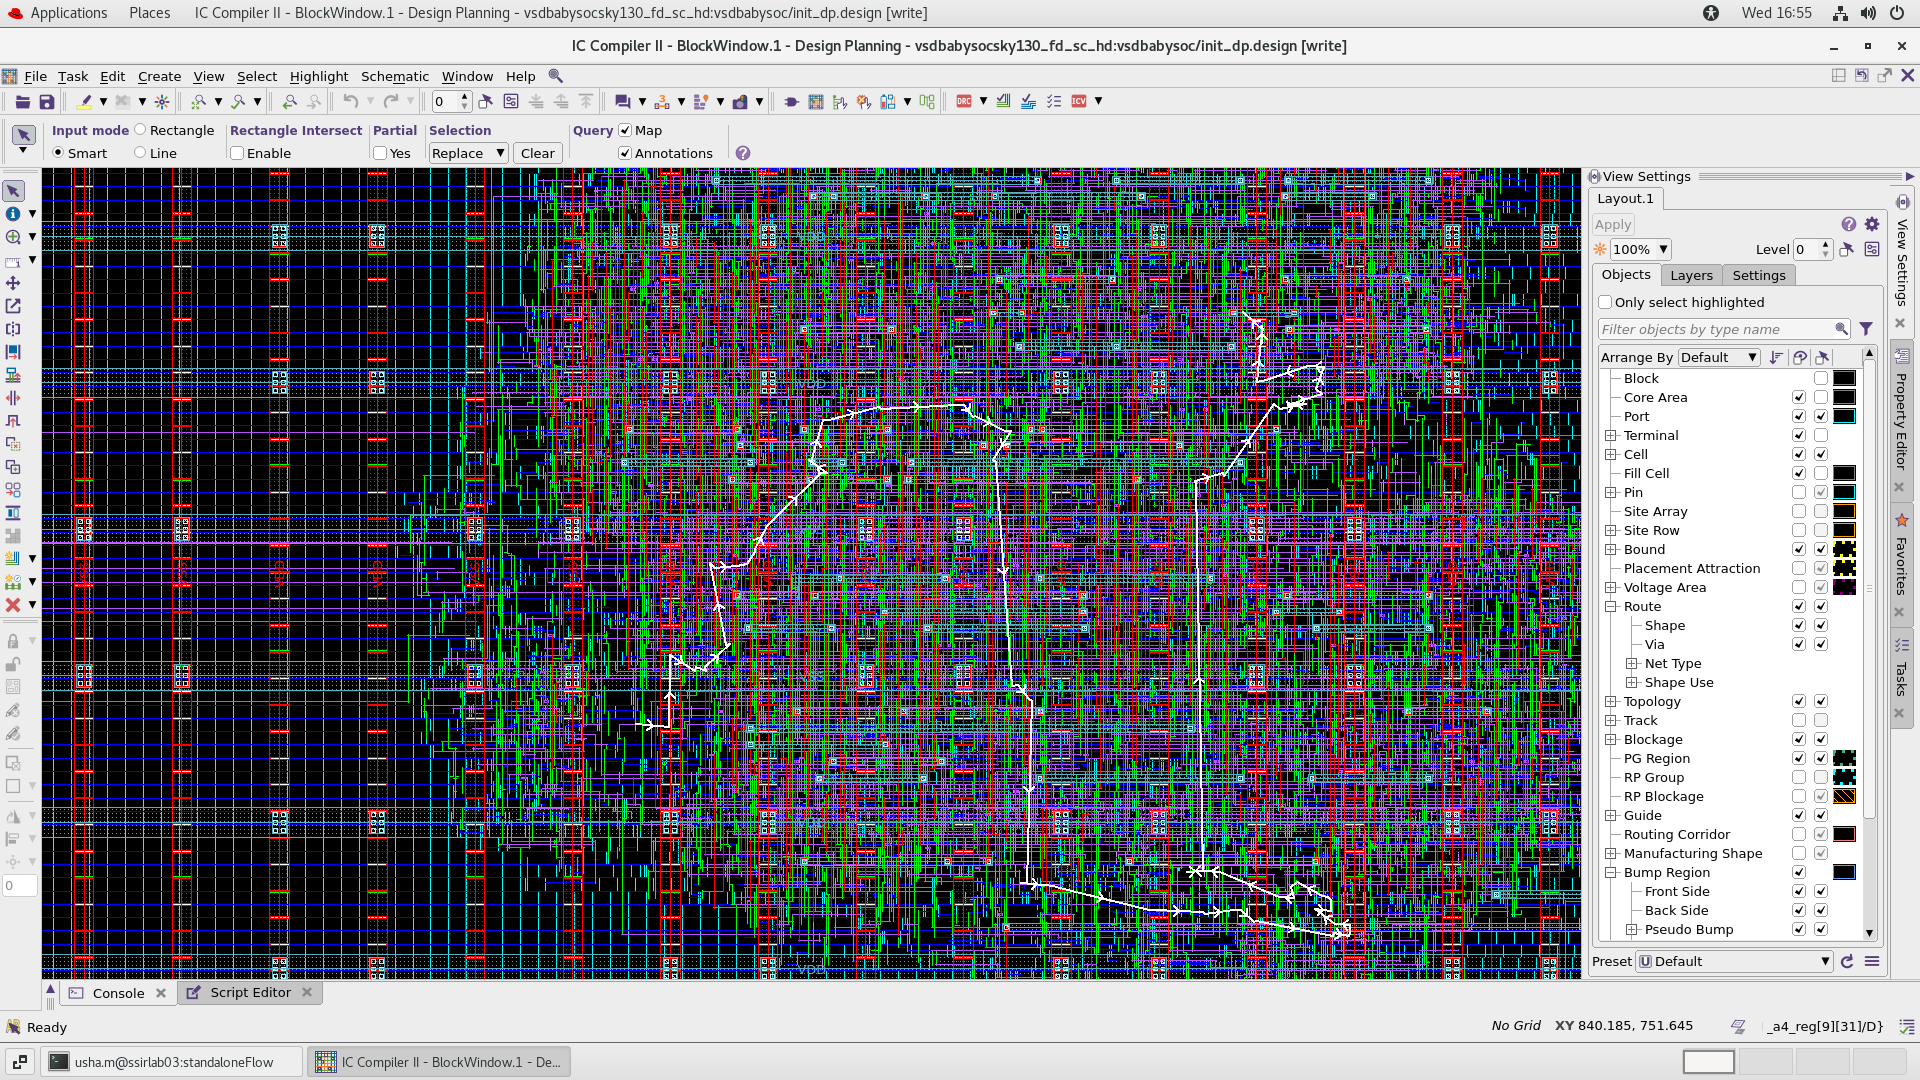 Applications Places IC Compiler II - BlockWindow.1 - Design Planning - vsdbabysocsky130_fd_sc_hd:vsdbabysoc/init_dp.design [write] Wed 16:55
IC Compiler II - BlockWindow.1 - Design Planning - vsdbabysocsky130_fd_sc_hd:vsdbabysoc/init_dp.design [write]
File Task Edit Create View Select Highlight Schematic Window Help
0 DRC ICV
Input mode Rectangle Rectangle Intersect Partial Selection Query Map
Smart Line Enable Yes Replace Clear Annotations
View Settings
Layout.1
Apply
100% Level 0
Objects Layers Settings
Only select highlighted
Filter objects by type name
Arrange By Default
Block
Core Area
Port
Terminal
Cell
Fill Cell
Pin
Site Array
Site Row
Bound
Placement Attraction
Voltage Area
Route
Shape
Via
Net Type
Shape Use
Topology
Track
Blockage
PG Region
RP Group
RP Blockage
Guide
Routing Corridor
Manufacturing Shape
Bump Region
Front Side
Back Side
Pseudo Bump
Preset Default
View Settings
Property Editor
Favorites
Tasks
VDD
VDD
VSS
VDD
0
Console Script Editor
Ready No Grid XY 840.185, 751.645 _a4_reg[9][31]/D}
usha.m@ssirlab03:standaloneFlow IC Compiler II - BlockWindow.1 - De...